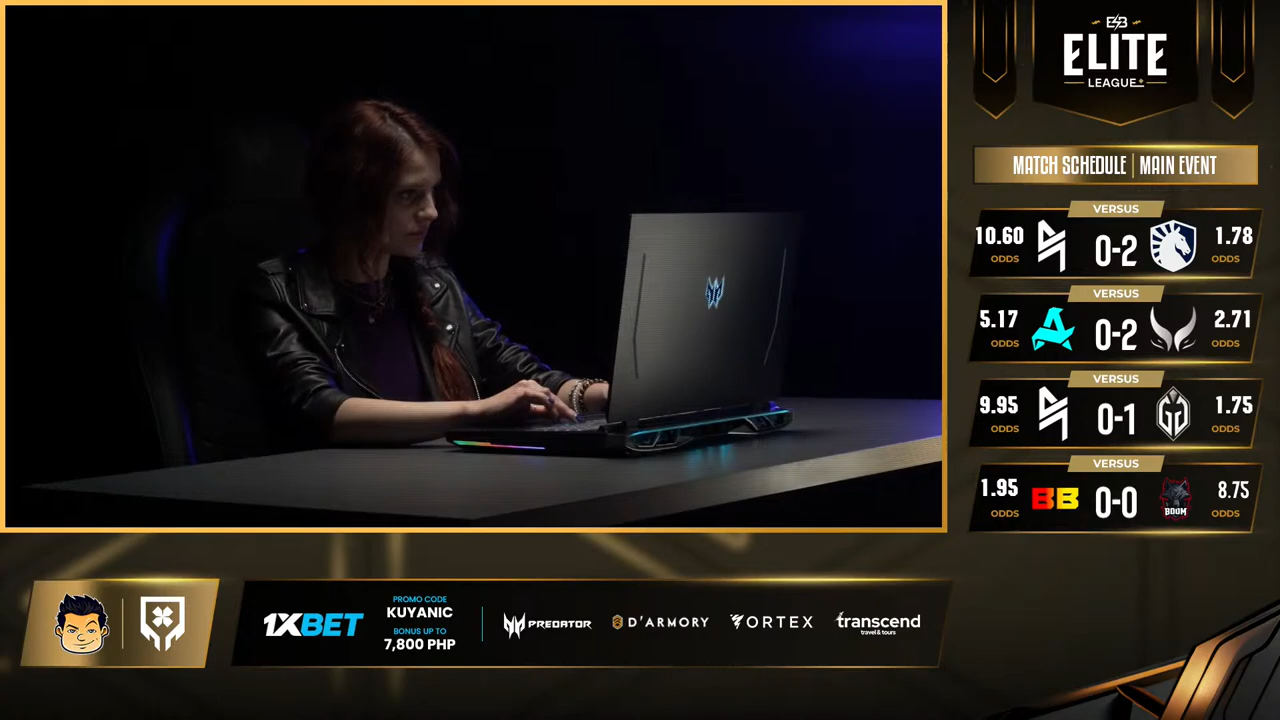 ESB
ELITE
LEAGUE
MATCH SCHEDULE | MAIN EVENT
VERSUS
10.60 0-2 1.78
ODDS ODDS
VERSUS
5.17 0-2 2.71
ODDS ODDS
VERSUS
9.95 0-1 1.75
ODDS ODDS
VERSUS
1.95 BB 0-0 BOOM 8.75
ODDS ODDS
1XBET
PROMO CODE
KUYANIC
BONUS UP TO
7,800 PHP
PREDATOR
D'ARMORY
VORTEX
transcend
travel & tours